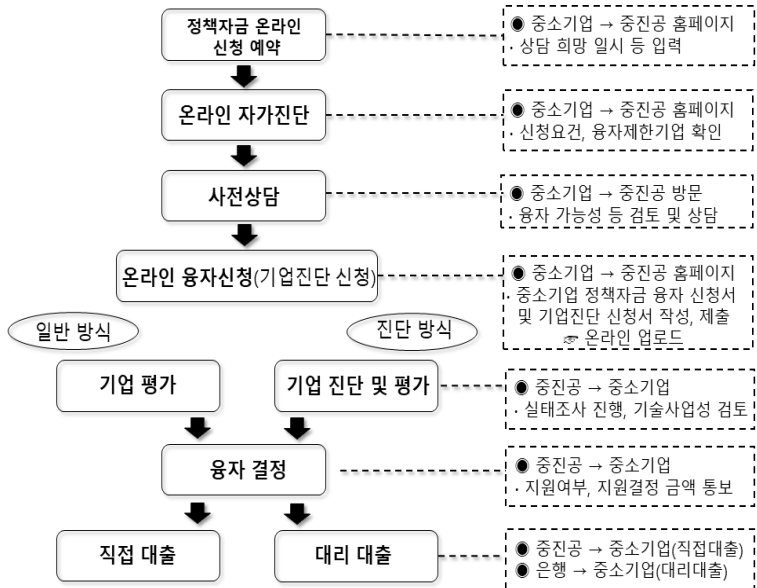 정책자금 온라인
신청 예약
◉ 중소기업 → 중진공 홈페이지
· 상담 희망 일시 등 입력
온라인 자가진단
◉ 중소기업 → 중진공 홈페이지
· 신청요건, 융자제한기업 확인
사전상담
◉ 중소기업 → 중진공 방문
· 융자 가능성 등 검토 및 상담
온라인 융자신청(기업진단 신청)
◉ 중소기업 → 중진공 홈페이지
· 중소기업 정책자금 융자 신청서
및 기업진단 신청서 작성, 제출
☞ 온라인 업로드
일반 방식
진단 방식
기업 평가
기업 진단 및 평가
◉ 중진공 → 중소기업
· 실태조사 진행, 기술사업성 검토
융자 결정
◉ 중진공 → 중소기업
· 지원여부, 지원결정 금액 통보
직접 대출
대리 대출
◉ 중진공 → 중소기업(직접대출)
◉ 은행 → 중소기업(대리대출)